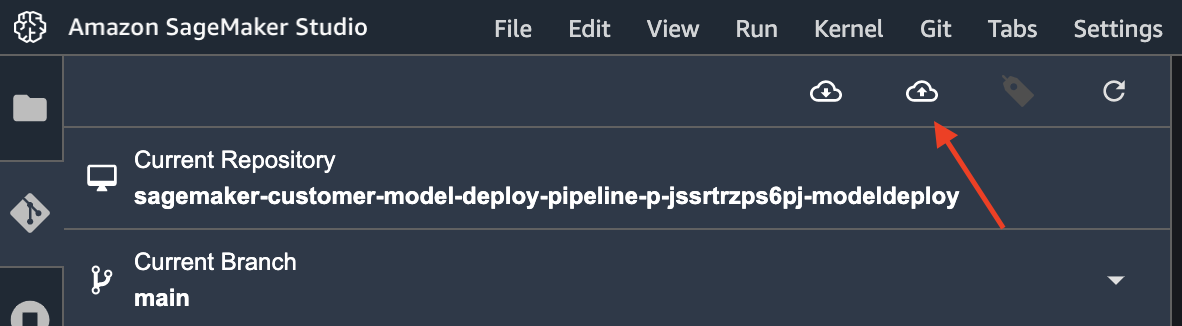 Amazon SageMaker Studio File Edit View Run Kernel Git Tabs Settings
Current Repository
sagemaker-customer-model-deploy-pipeline-p-jssrtrzps6pj-modeldeploy
Current Branch
main